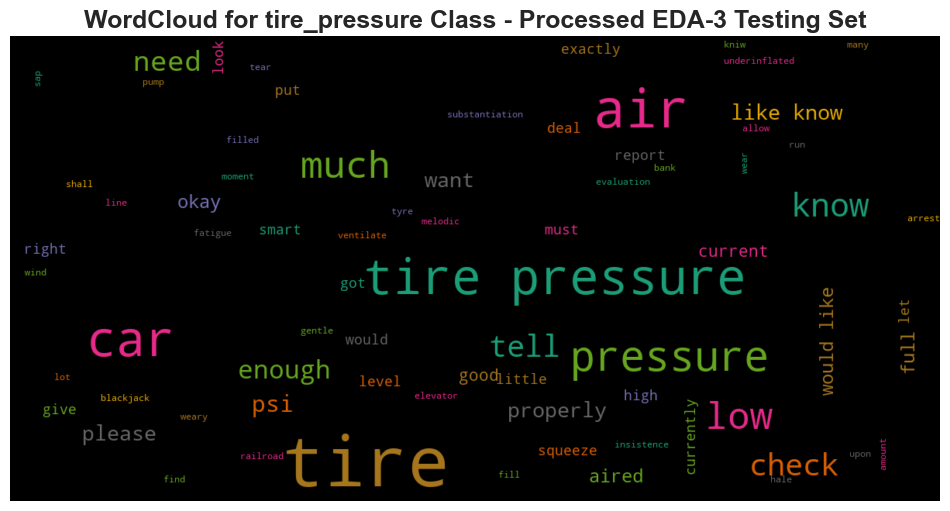 WordCloud for tire_pressure Class - Processed EDA-3 Testing Set
need
look
exactly
kniw
many
underinflated
tear
sap
pump
put
air
like know
substantiation
deal
allow
filled
run
much
report
wear
bank
want
moment
evaluation
shall
okay
line
tyre
know
melodic
arrest
fatigue
smart
ventilate
must
right
current
wind
got
tire pressure
would like
full
let
gentle
car
would
tell
pressure
enough
good
little
lot
level
blackjack
elevator
high
psi
give
weary
properly
currently
low
please
tire
squeeze
insistence
railroad
check
upon
amount
find
fill
aired
hale